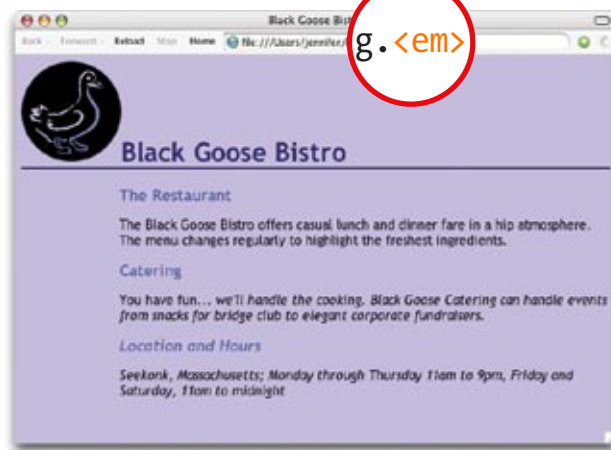 Black Goose Bist
Back Forward Reload Stop Home file:///Users/jennifer/
g.<em>
Black Goose Bistro
The Restaurant
The Black Goose Bistro offers casual lunch and dinner fare in a hip atmosphere.
The menu changes regularly to highlight the freshest ingredients.
Catering
You have fun... we'll handle the cooking. Black Goose Catering can handle events
from snacks for bridge club to elegant corporate fundraisers.
Location and Hours
Seekonk, Massachusetts; Monday through Thursday 11am to 9pm, Friday and
Saturday, 11am to midnight